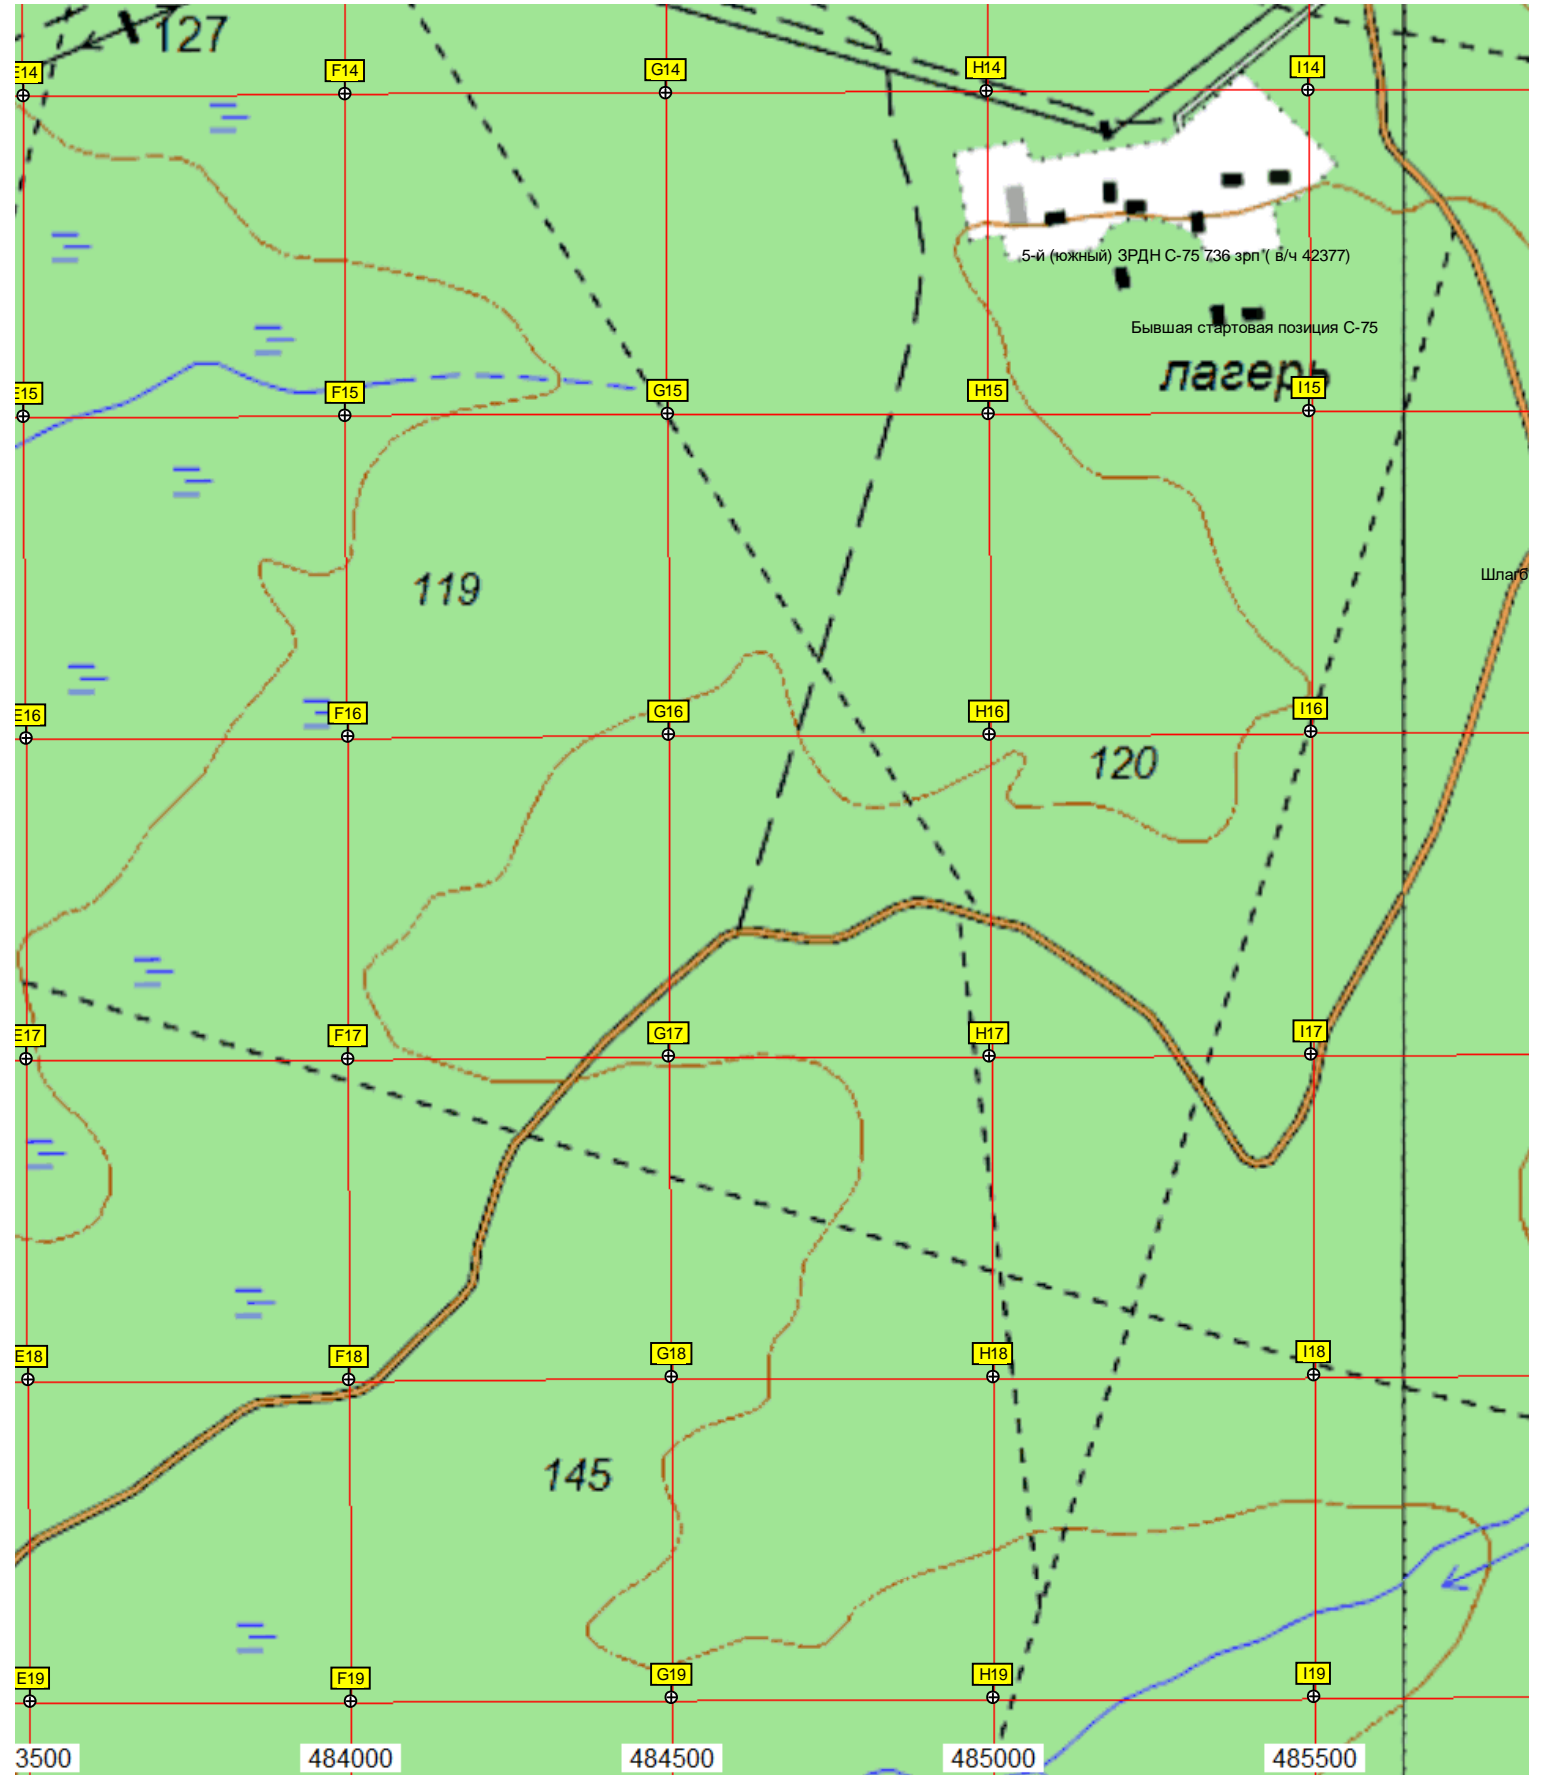 127
E14
F14
G14
H14
I14
5-й (южный) ЗРДН С-75 736 зрп ( в/ч 42377)
Бывшая стартовая позиция С-75
лагерь
E15
F15
G15
H15
I15
119
Шлагб
E16
F16
G16
H16
I16
120
E17
F17
G17
H17
I17
E18
F18
G18
H18
I18
145
E19
F19
G19
H19
I19
3500
484000
484500
485000
485500